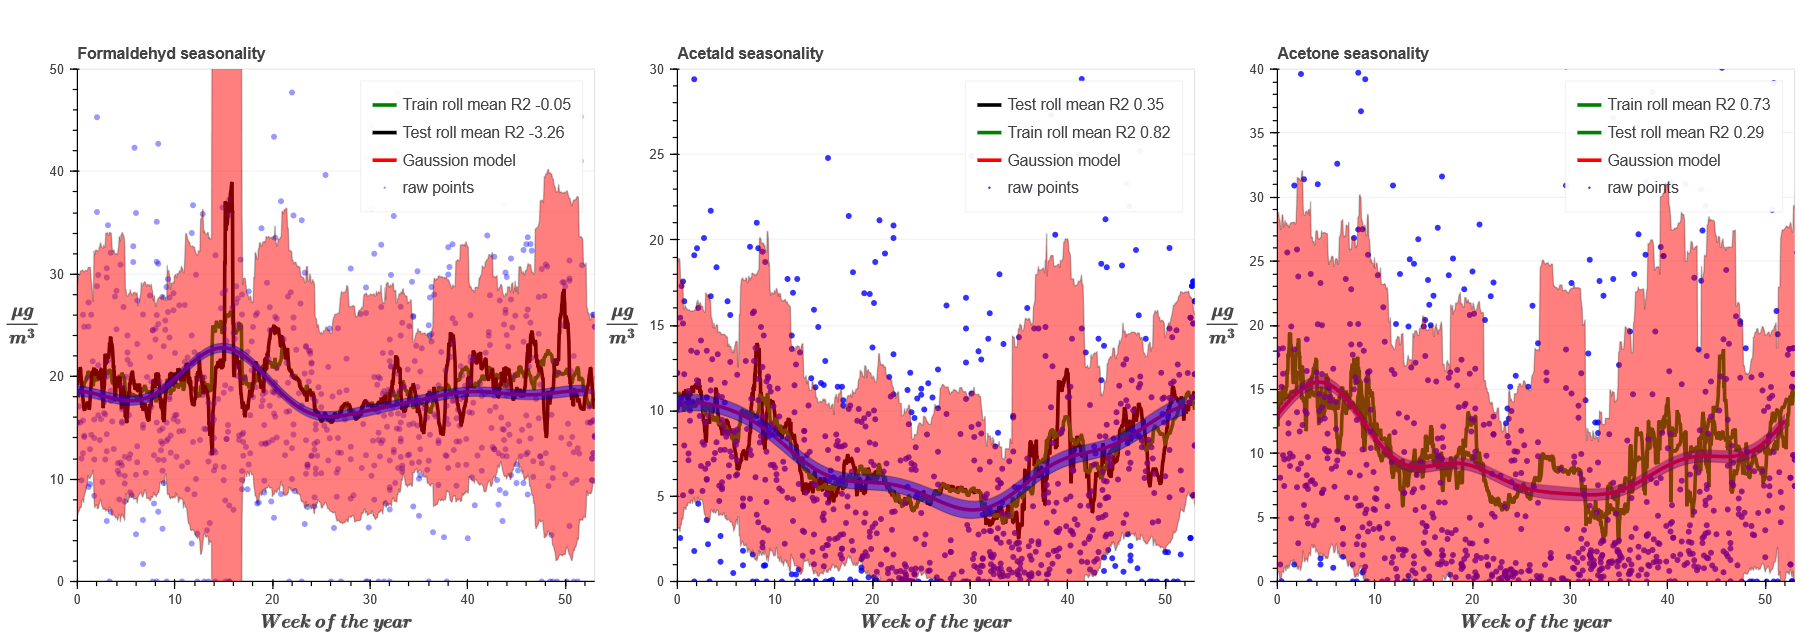 Formaldehyd seasonality
50
40
30
20
10
0
0 10 20 30 40 50
μg
m³
Week of the year
Train roll mean R2 -0.05
Test roll mean R2 -3.26
Gaussion model
raw points
Acetald seasonality
30
25
20
15
10
5
0
0 10 20 30 40 50
μg
m³
Week of the year
Test roll mean R2 0.35
Train roll mean R2 0.82
Gaussion model
raw points
Acetone seasonality
40
35
30
25
20
15
10
5
0
0 10 20 30 40 50
μg
m³
Week of the year
Train roll mean R2 0.73
Test roll mean R2 0.29
Gaussion model
raw points